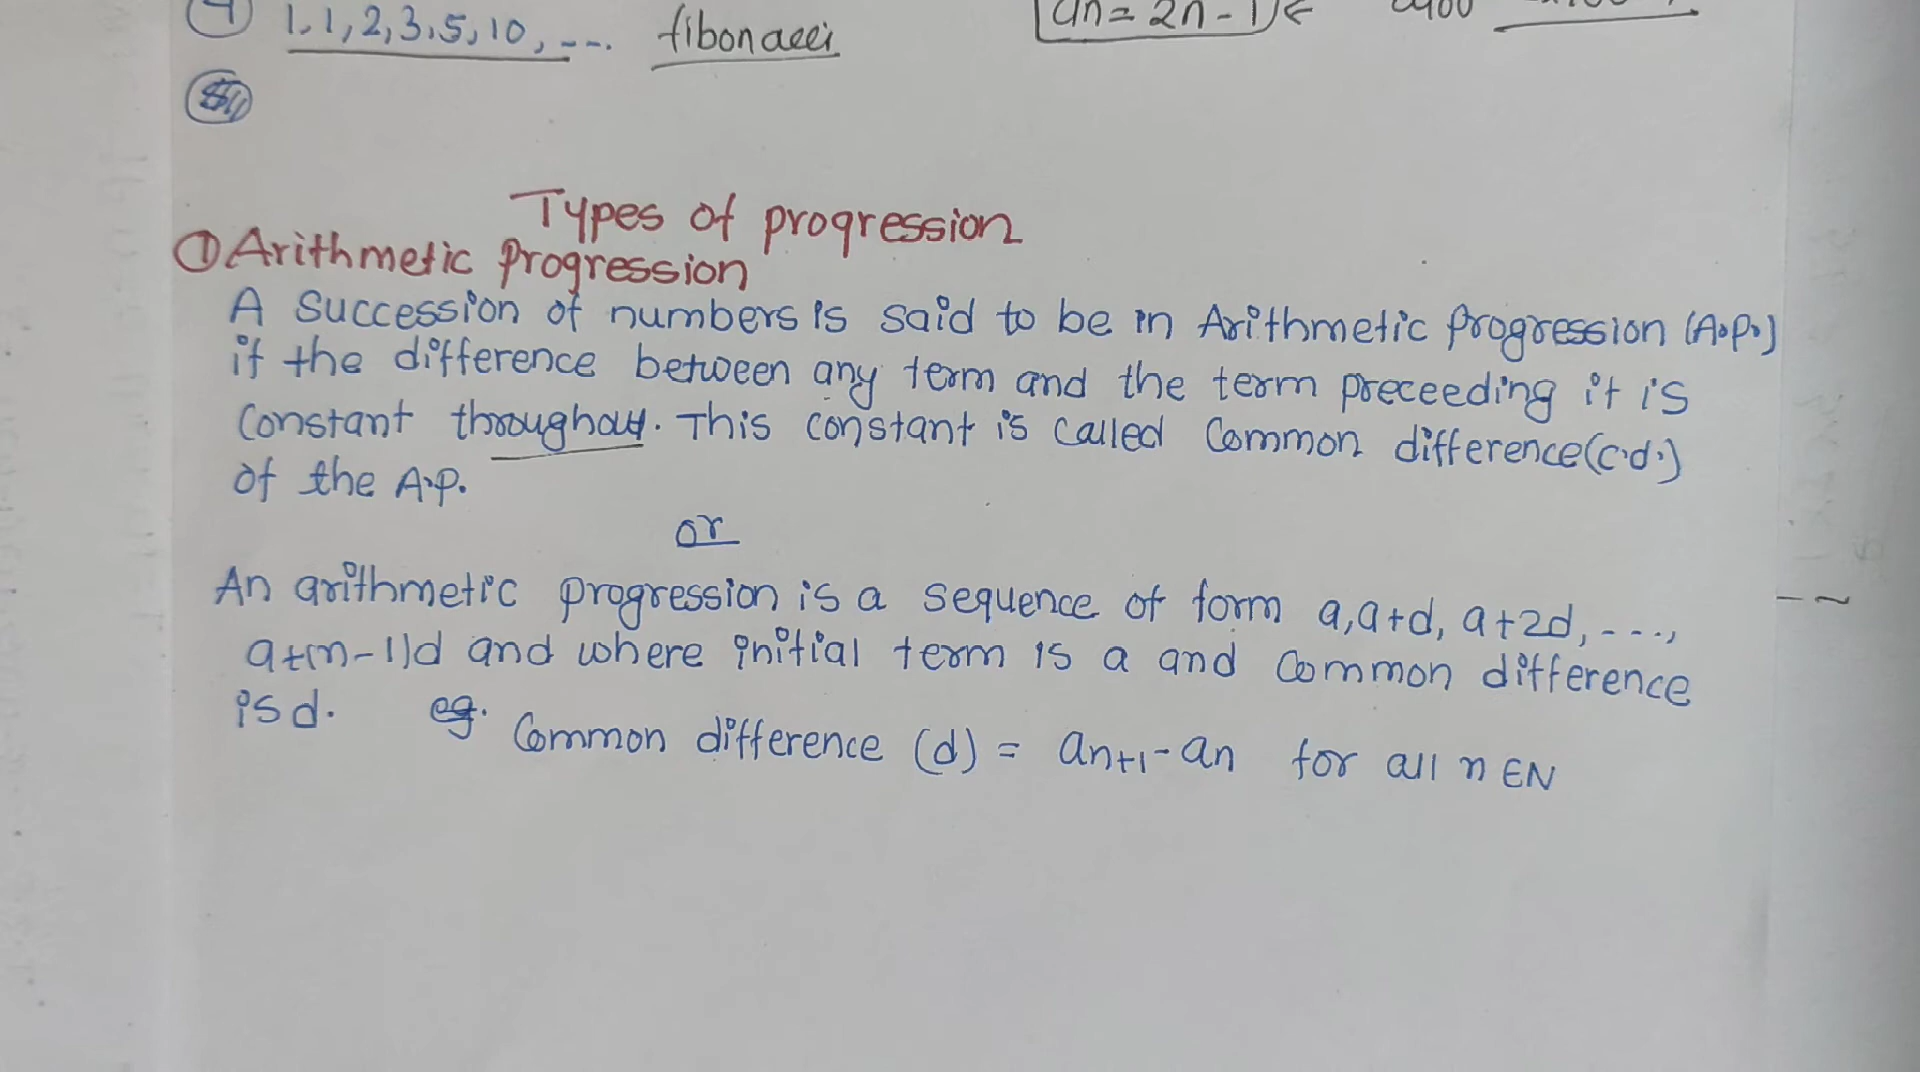 4 1, 1, 2, 3, 5, 10, --. fibonacci
an = 2n - 1
Types of progression
① Arithmetic Progression
A Succession of numbers is said to be in Arithmetic Progression (A.P.)
if the difference between any term and the term preceeding it is
Constant throughout. This constant is called Common difference (c.d.)
of the A.P.
or
An arithmetic progression is a sequence of form a, a+d, a+2d, ---,
a+(n-1)d and where initial term is a and Common difference
is d. eg. Common difference (d) = an+1 - an for all n ∈ N